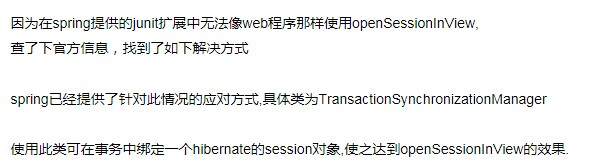 因为在spring提供的junit扩展中无法像web程序那样使用openSessionInView,
查了下官方信息，找到了如下解决方式
spring已经提供了针对此情况的应对方式,具体类为TransactionSynchronizationManager
使用此类可在事务中绑定一个hibernate的session对象,使之达到openSessionInView的效果.